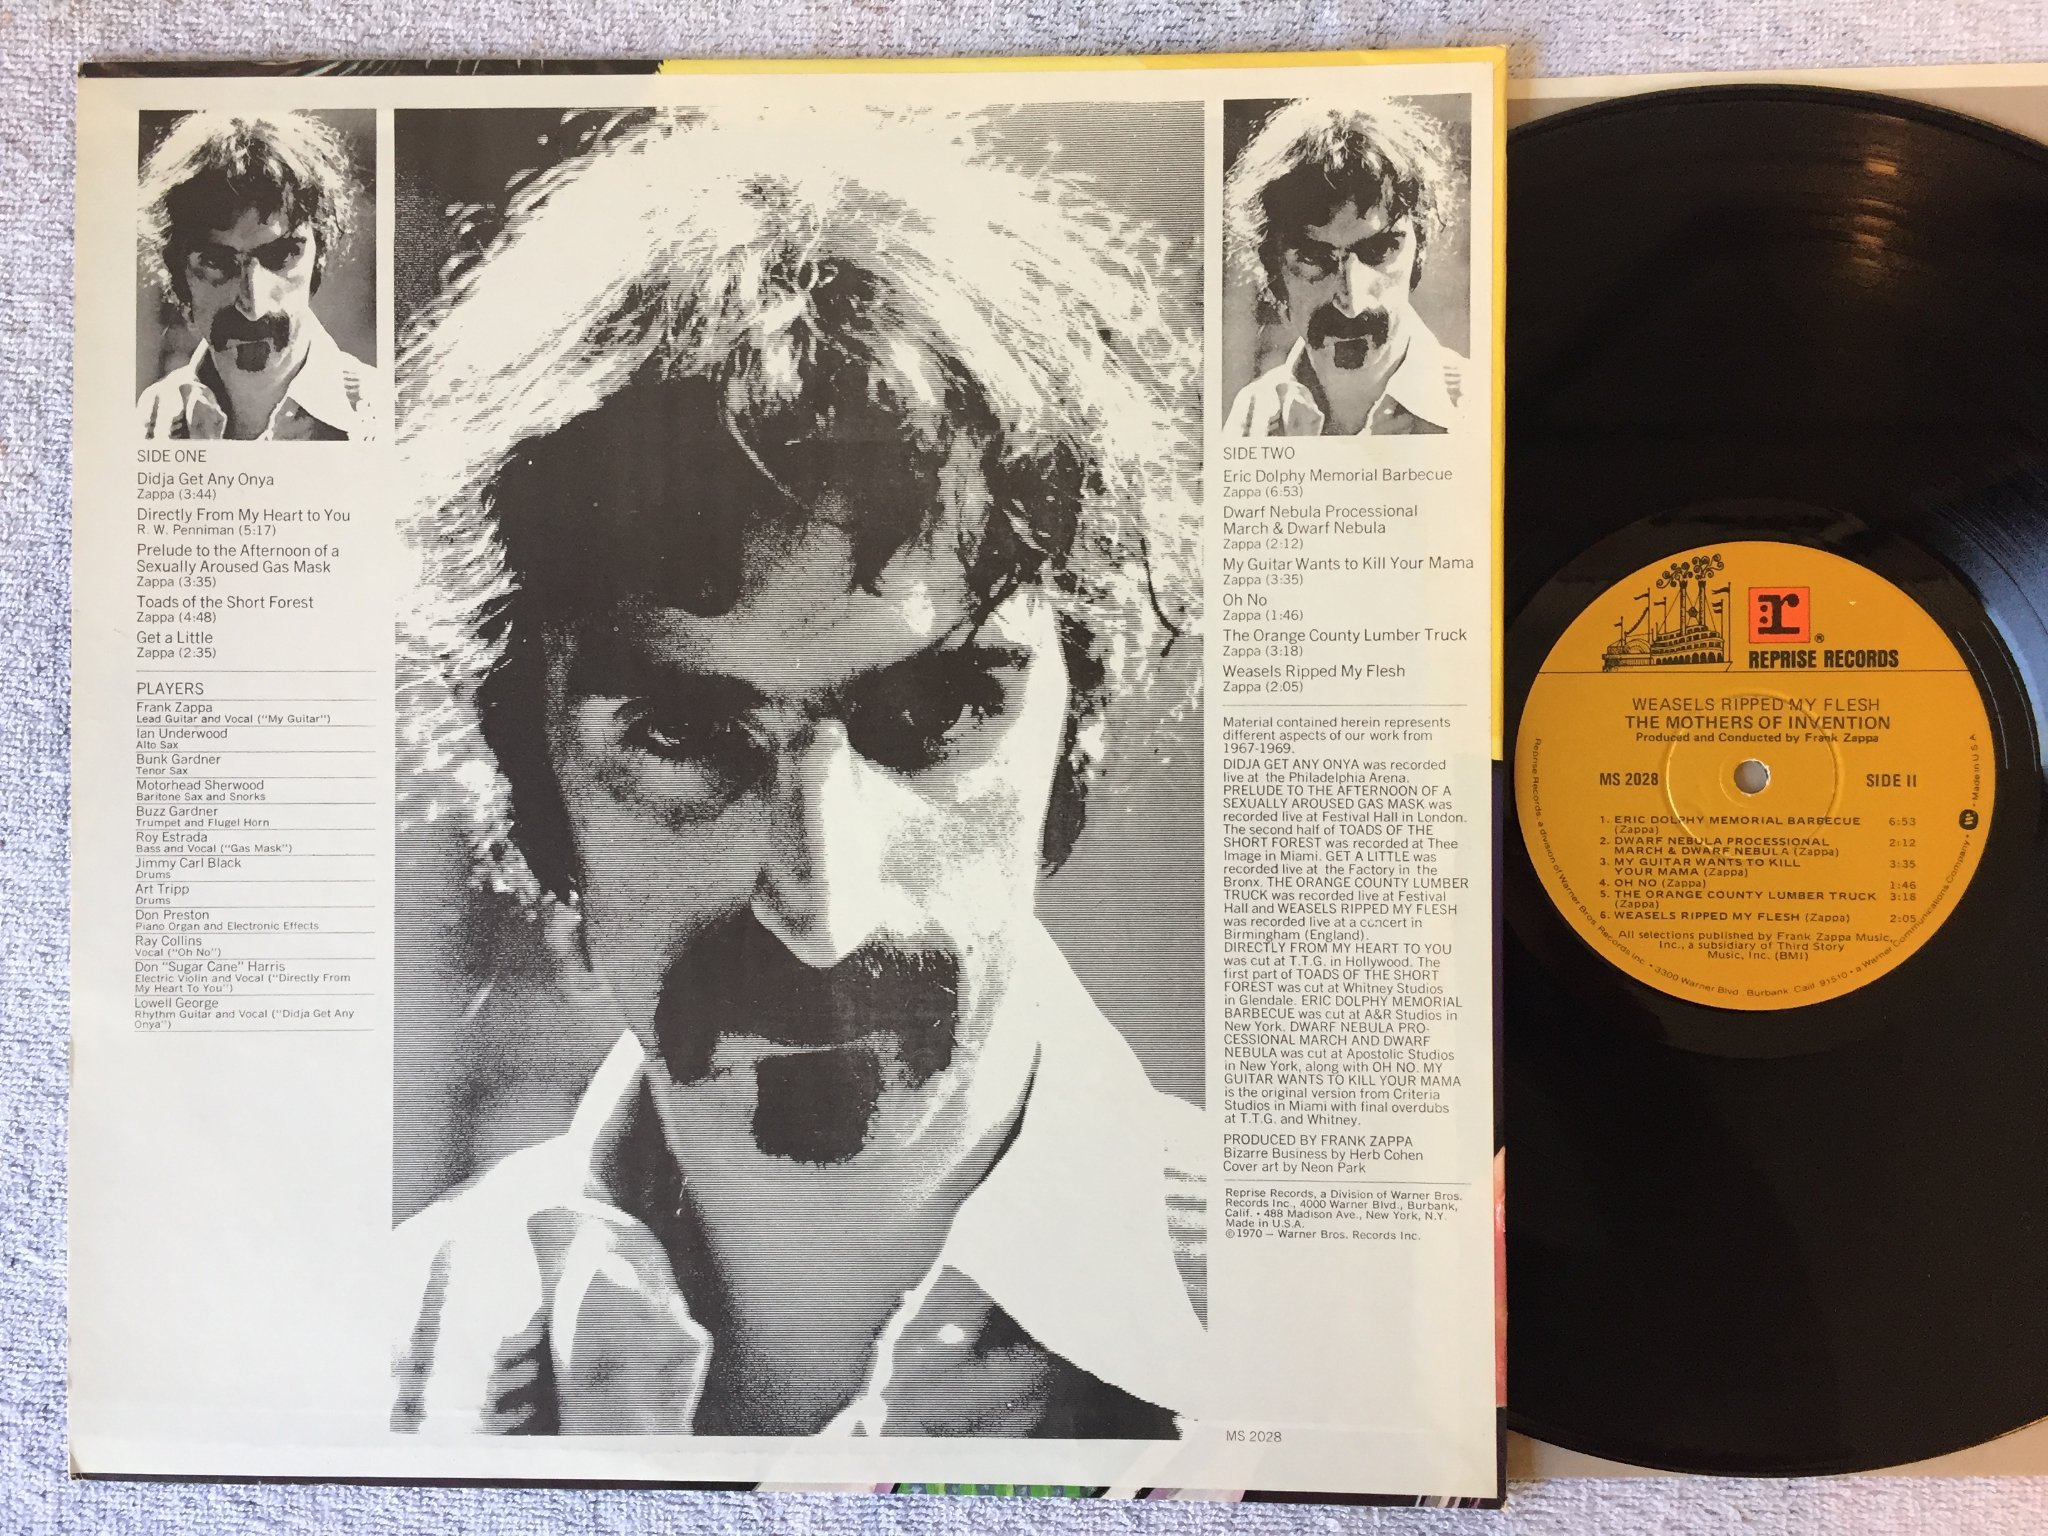 SIDE ONE
Didja Get Any Onya
Zappa (3:44)
Directly From My Heart to You
R. W. Penniman (5:17)
Prelude to the Afternoon of a
Sexually Aroused Gas Mask
Zappa (3:35)
Toads of the Short Forest
Zappa (4:48)
Get a Little
Zappa (2:35)
PLAYERS
Frank Zappa
Lead Guitar and Vocal ("My Guitar")
Ian Underwood
Alto Sax
Bunk Gardner
Tenor Sax
Motorhead Sherwood
Baritone Sax and Snorks
Buzz Gardner
Trumpet and Flugel Horn
Roy Estrada
Bass and Vocal ("Gas Mask")
Jimmy Carl Black
Drums
Art Tripp
Drums
Don Preston
Piano Organ and Electronic Effects
Ray Collins
Vocal ("Oh No")
Don "Sugar Cane" Harris
Electric Violin and Vocal ("Directly From
My Heart To You")
Lowell George
Rhythm Guitar and Vocal ("Didja Get Any
Onya")
SIDE TWO
Eric Dolphy Memorial Barbecue
Zappa (6:53)
Dwarf Nebula Processional
March & Dwarf Nebula
Zappa (2:12)
My Guitar Wants to Kill Your Mama
Zappa (3:35)
Oh No
Zappa (1:46)
The Orange County Lumber Truck
Zappa (3:18)
Weasels Ripped My Flesh
Zappa (2:05)
Material contained herein represents
different aspects of our work from
1967-1969.
DIDJA GET ANY ONYA was recorded
live at the Philadelphia Arena.
PRELUDE TO THE AFTERNOON OF A
SEXUALLY AROUSED GAS MASK was
recorded live at Festival Hall in London.
The second half of TOADS OF THE
SHORT FOREST was recorded at Thee
Image in Miami. GET A LITTLE was
recorded live at the Factory in the
Bronx. THE ORANGE COUNTY LUMBER
TRUCK was recorded live at Festival
Hall and WEASELS RIPPED MY FLESH
was recorded live at a concert in
Birmingham (England).
DIRECTLY FROM MY HEART TO YOU
was cut at T.T.G. in Hollywood. The
first part of TOADS OF THE SHORT
FOREST was cut at Whitney Studios
in Glendale. ERIC DOLPHY MEMORIAL
BARBECUE was cut at A&R Studios in
New York. DWARF NEBULA PRO-
CESSIONAL MARCH AND DWARF
NEBULA was cut at Apostolic Studios
in New York, along with OH NO. MY
GUITAR WANTS TO KILL YOUR MAMA
is the original version from Criteria
Studios in Miami with final overdubs
at T.T.G. and Whitney.
PRODUCED BY FRANK ZAPPA
Bizarre Business by Herb Cohen
Cover art by Neon Park
Reprise Records, a Division of Warner Bros.
Records Inc., 4000 Warner Blvd., Burbank,
Calif. • 488 Madison Ave., New York, N.Y.
Made in U.S.A.
©1970 — Warner Bros. Records Inc.
MS 2028
r ®
REPRISE RECORDS
WEASELS RIPPED MY FLESH
THE MOTHERS OF INVENTION
Produced and Conducted by Frank Zappa
MS 2028 SIDE II
1. ERIC DOLPHY MEMORIAL BARBECUE 6:53
(Zappa)
2. DWARF NEBULA PROCESSIONAL 2:12
MARCH & DWARF NEBULA (Zappa)
3. MY GUITAR WANTS TO KILL 3:35
YOUR MAMA (Zappa)
4. OH NO (Zappa) 1:46
5. THE ORANGE COUNTY LUMBER TRUCK 3:18
(Zappa)
6. WEASELS RIPPED MY FLESH (Zappa) 2:05
All selections published by Frank Zappa Music,
Inc., a subsidiary of Third Story
Music, Inc. (BMI)
Reprise Records, a division of Warner Bros. Records Inc. • 3300 Warner Blvd. Burbank, Calif. 91510 • a Warner Communications Company • W • Made in U.S.A.